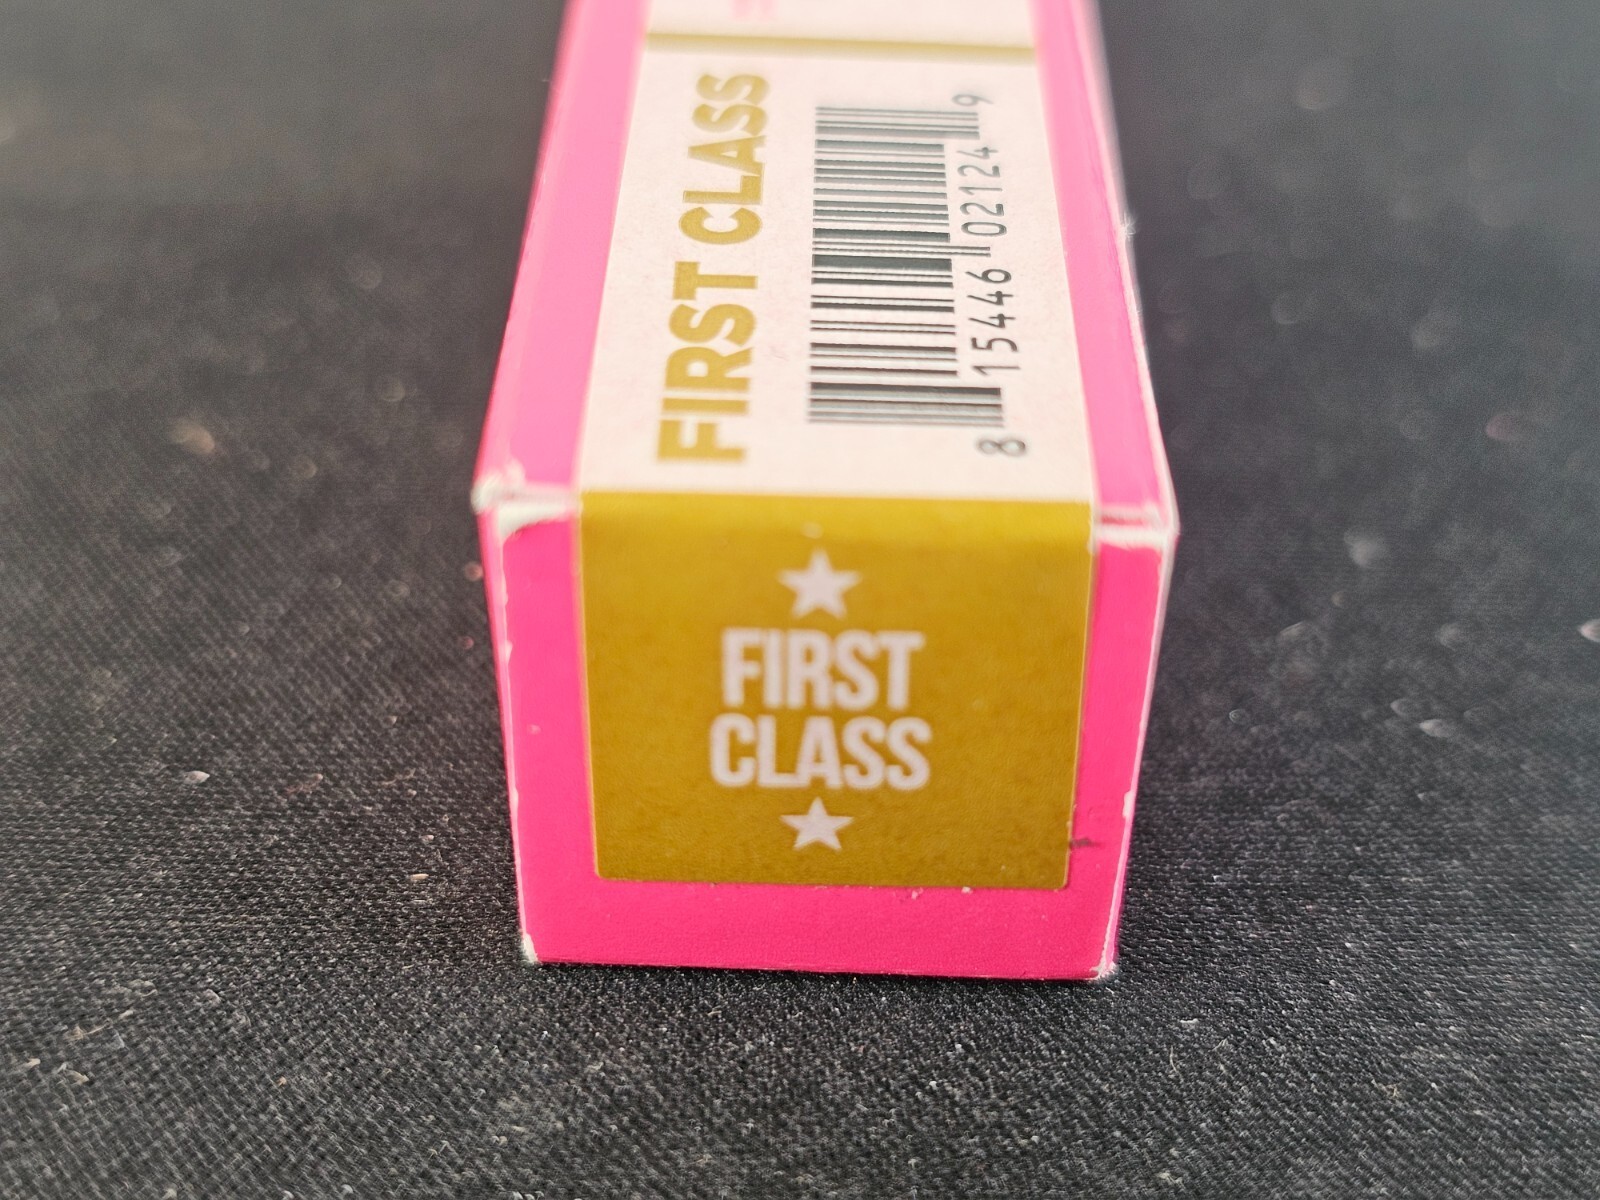 FIRST CLASS
8 15446 02124 9
FIRST
CLASS